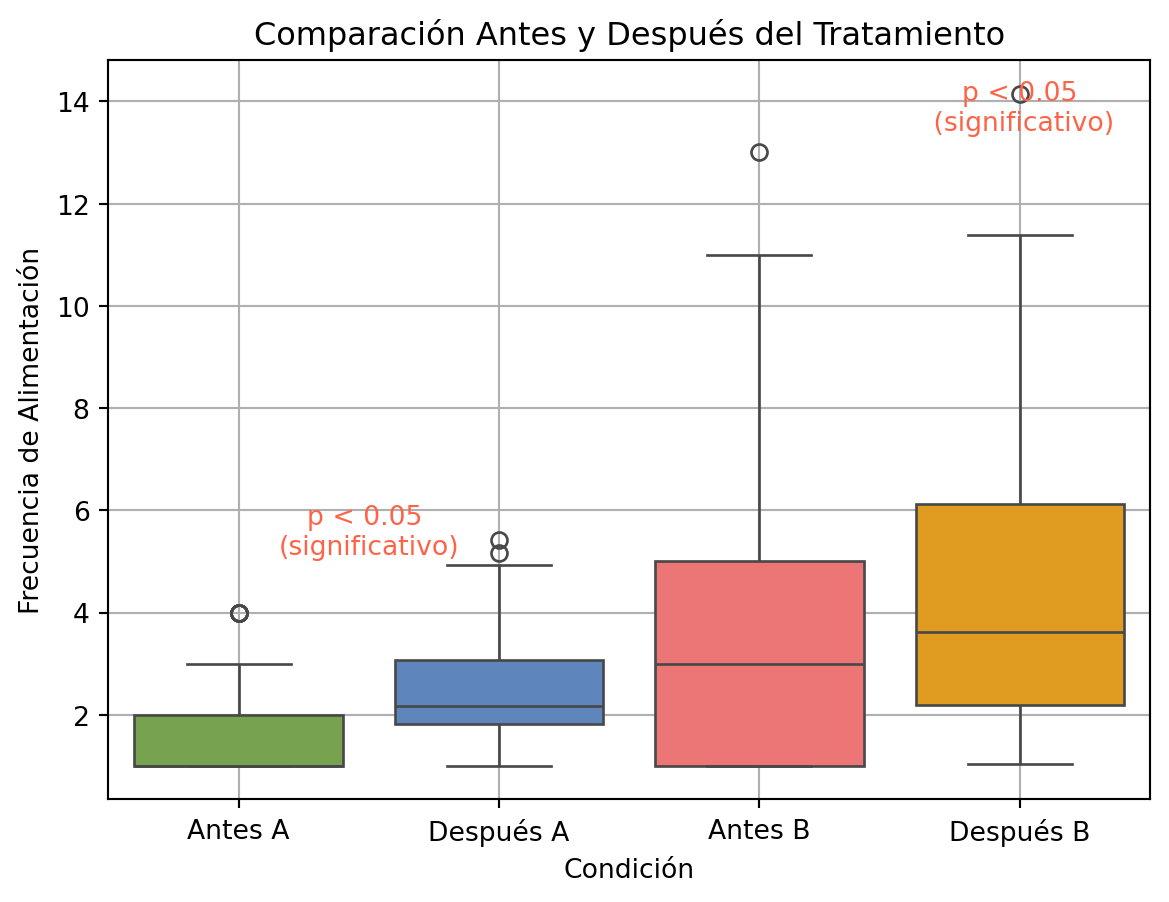 Comparación Antes y Después del Tratamiento
Frecuencia de Alimentación
14
12
10
8
6
4
2
p < 0.05
(significativo)
p < 0.05
(significativo)
Antes A
Después A
Antes B
Después B
Condición